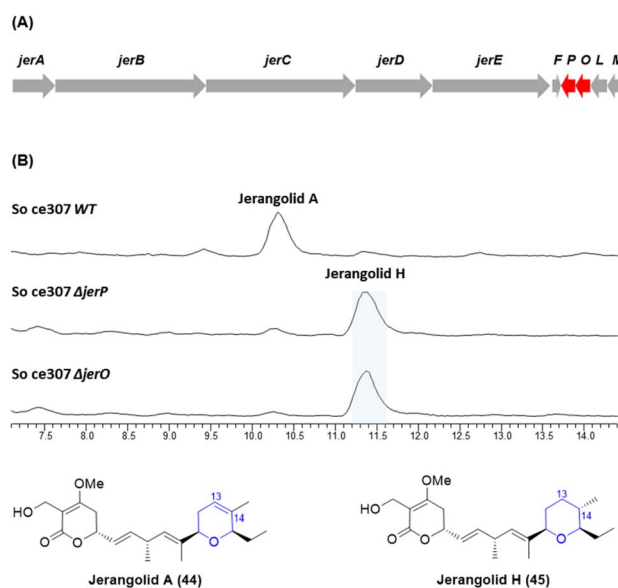 (A)
jerA jerB jerC jerD jerE F P O L M
(B)
So ce307 WT
Jerangolid A
Jerangolid H
So ce307 ΔjerP
So ce307 ΔjerO
7.5 8.0 8.5 9.0 9.5 10.0 10.5 11.0 11.5 12.0 12.5 13.0 13.5 14.0
OMe
HO
O
O
O
13
14
Jerangolid A (44)
OMe
HO
O
O
O
13
14
Jerangolid H (45)